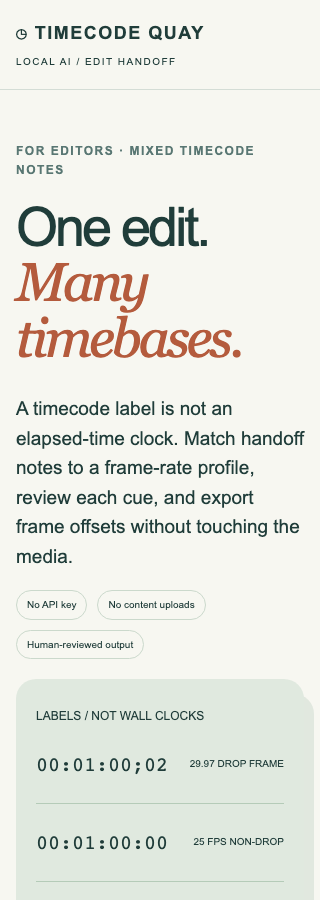 ◷ TIMECODE QUAY
LOCAL AI / EDIT HANDOFF
FOR EDITORS · MIXED TIMECODE
NOTES
One edit.
Many
timebases.
A timecode label is not an
elapsed-time clock. Match handoff
notes to a frame-rate profile,
review each cue, and export
frame offsets without touching the
media.
No API key
No content uploads
Human-reviewed output
LABELS / NOT WALL CLOCKS
00:01:00;02 29.97 DROP FRAME
00:01:00:00 25 FPS NON-DROP